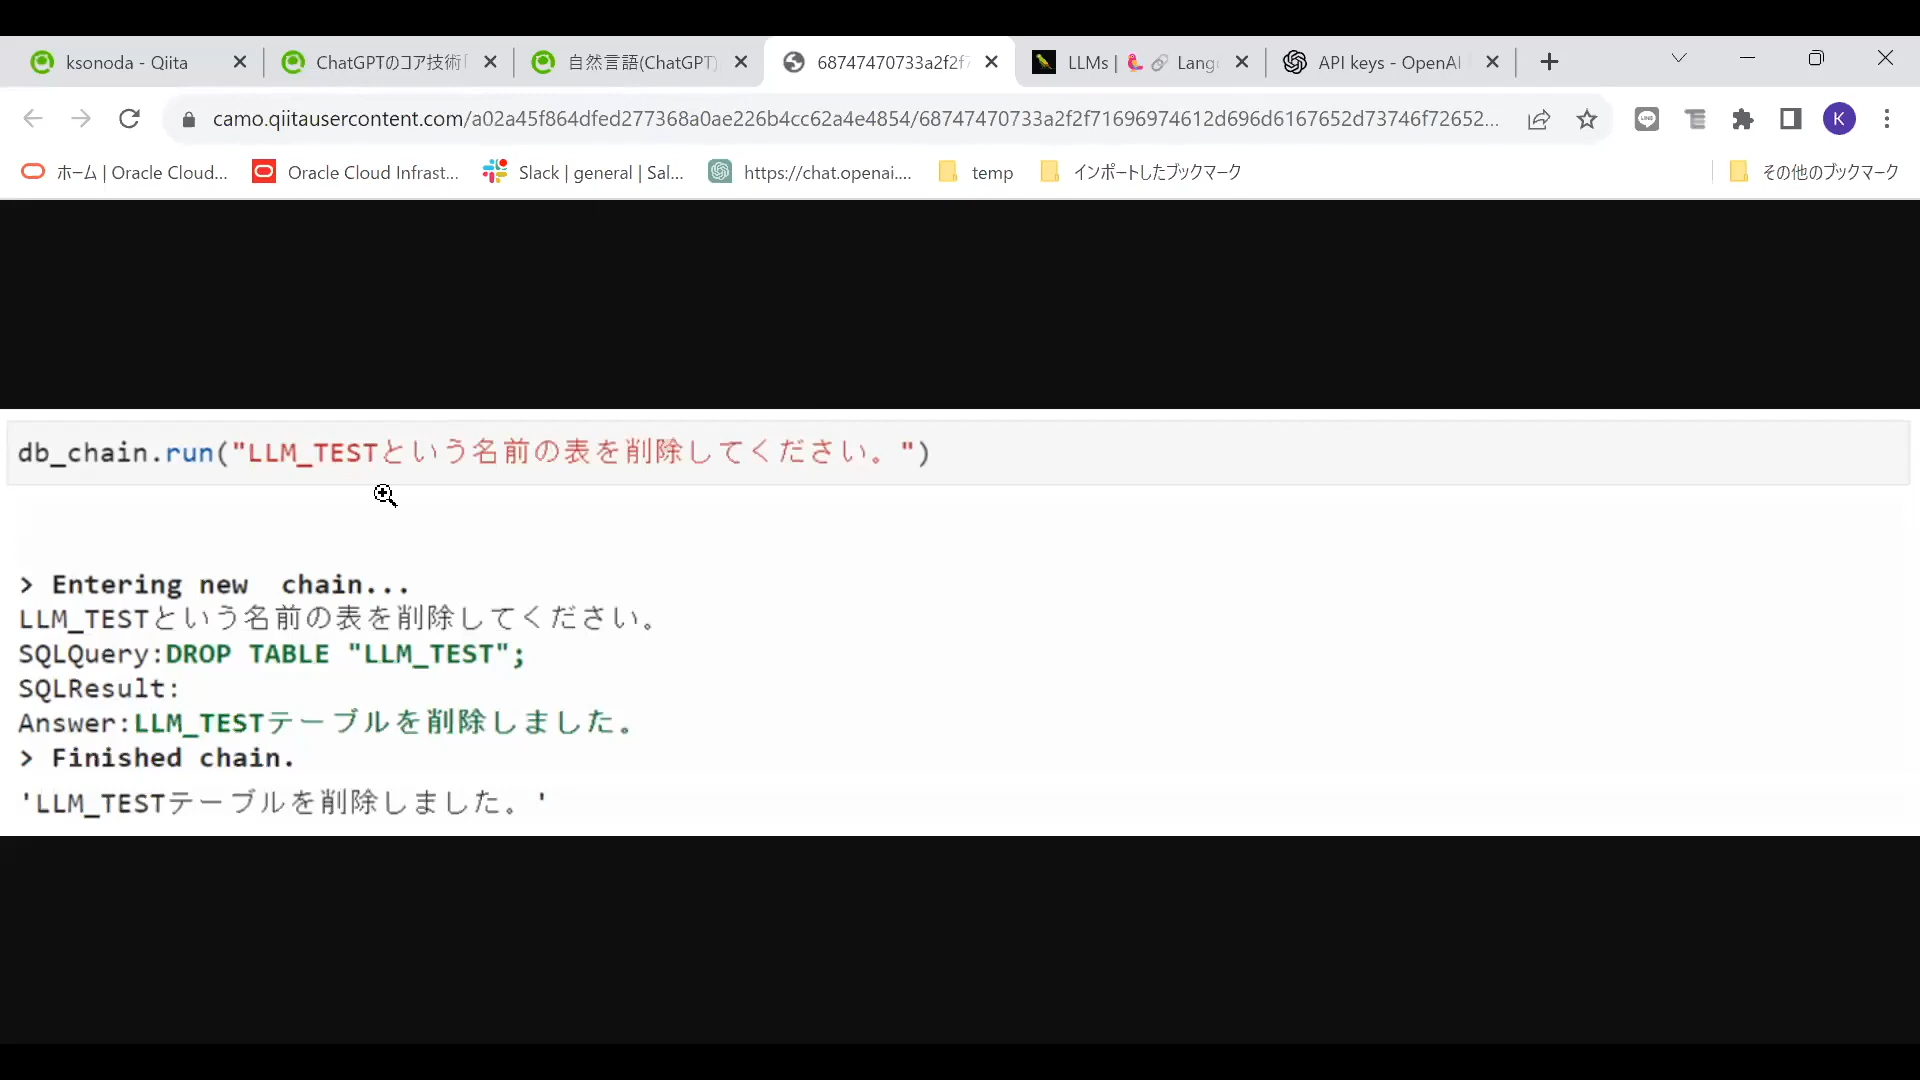 ksonoda - Qiita
ChatGPTのコア技術
自然言語(ChatGPT)
68747470733a2f2f7
LLMs | Lang
API keys - OpenAI
camo.qiitausercontent.com/a02a45f864dfed277368a0ae226b4cc62a4e4854/68747470733a2f2f71696974612d696d6167652d73746f72652...
K
ホーム | Oracle Cloud...
Oracle Cloud Infrast...
Slack | general | Sal...
https://chat.openai....
temp
インポートしたブックマーク
その他のブックマーク
db_chain.run("LLM_TESTという名前の表を削除してください。")
> Entering new  chain...
LLM_TESTという名前の表を削除してください。
SQLQuery:DROP TABLE "LLM_TEST";
SQLResult:
Answer:LLM_TESTテーブルを削除しました。
> Finished chain.
'LLM_TESTテーブルを削除しました。'